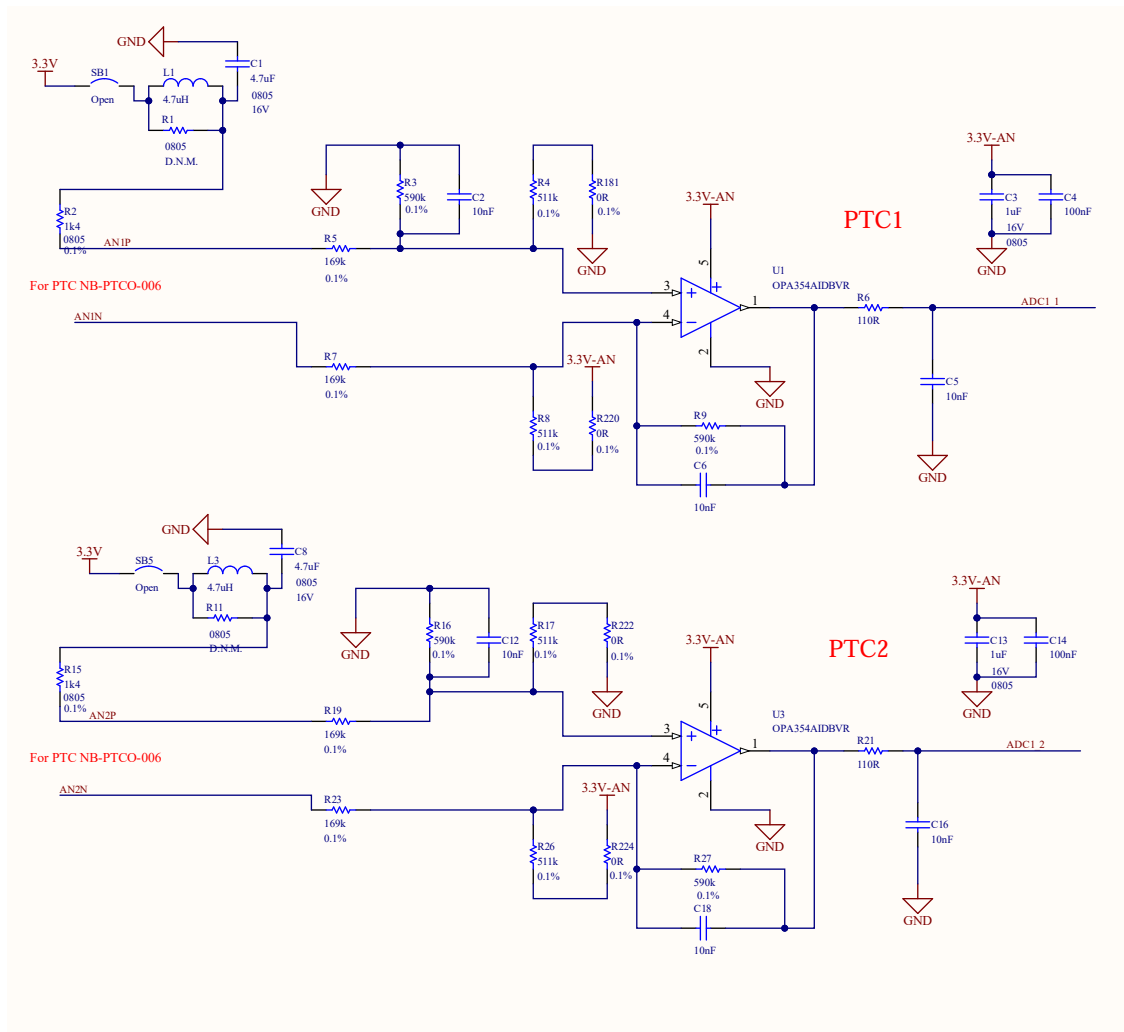 GND
C1
4.7uF
0805
16V
3.3V
SB1
Open
L1
4.7uH
R1
0805
D.N.M.
R2
1k4
0805
0.1%
AN1P
For PTC NB-PTCO-006
AN1N
GND
R3
590k
0.1%
C2
10nF
R4
511k
0.1%
R181
0R
0.1%
GND
R5
169k
0.1%
R7
169k
0.1%
3.3V-AN
R8
511k
0.1%
R220
0R
0.1%
3.3V-AN
5
3
4
1
2
U1
OPA354AIDBVR
GND
R9
590k
0.1%
C6
10nF
PTC1
3.3V-AN
C3
1uF
16V
0805
C4
100nF
GND
R6
110R
ADC1_1
C5
10nF
GND
GND
C8
4.7uF
0805
16V
3.3V
SB5
Open
L3
4.7uH
R11
0805
D.N.M.
R15
1k4
0805
0.1%
AN2P
For PTC NB-PTCO-006
AN2N
GND
R16
590k
0.1%
C12
10nF
R17
511k
0.1%
R222
0R
0.1%
GND
R19
169k
0.1%
R23
169k
0.1%
3.3V-AN
R26
511k
0.1%
R224
0R
0.1%
3.3V-AN
5
3
4
1
2
U3
OPA354AIDBVR
GND
R27
590k
0.1%
C18
10nF
PTC2
3.3V-AN
C13
1uF
16V
0805
C14
100nF
GND
R21
110R
ADC1_2
C16
10nF
GND